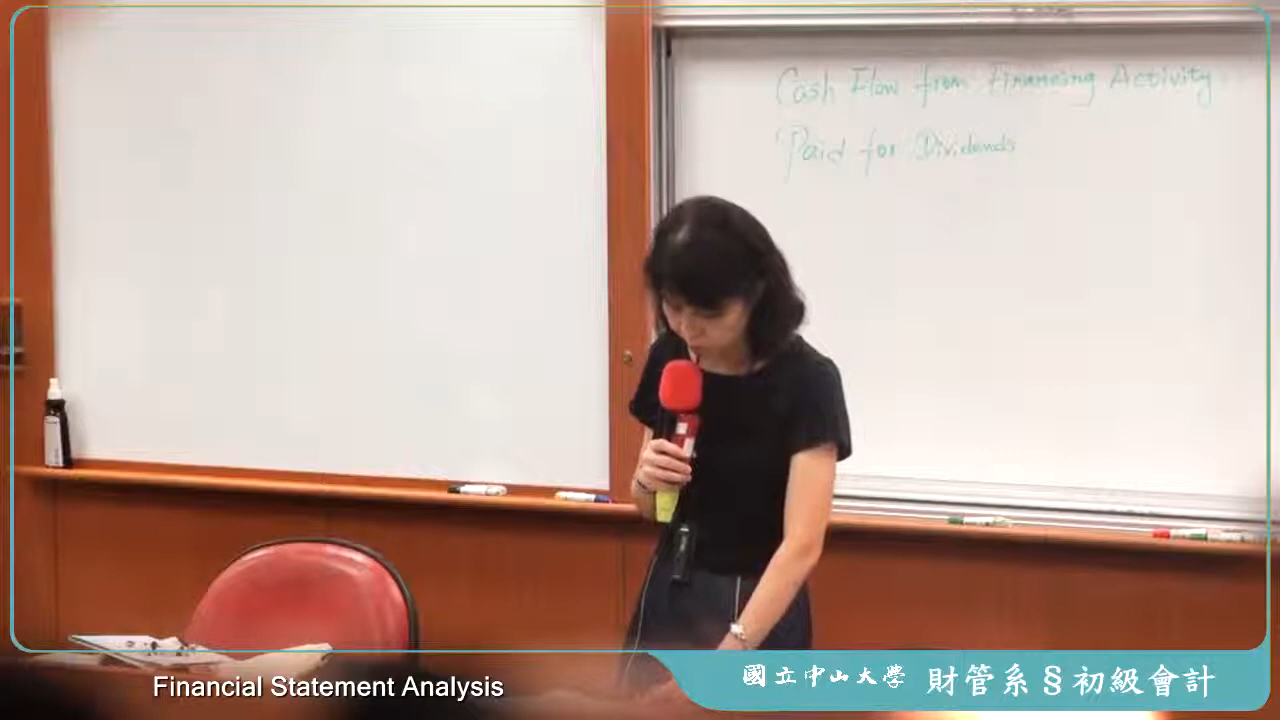 Cash Flow from Financing Activity
Paid for Dividends
Financial Statement Analysis
國立中山大學 財管系§初級會計